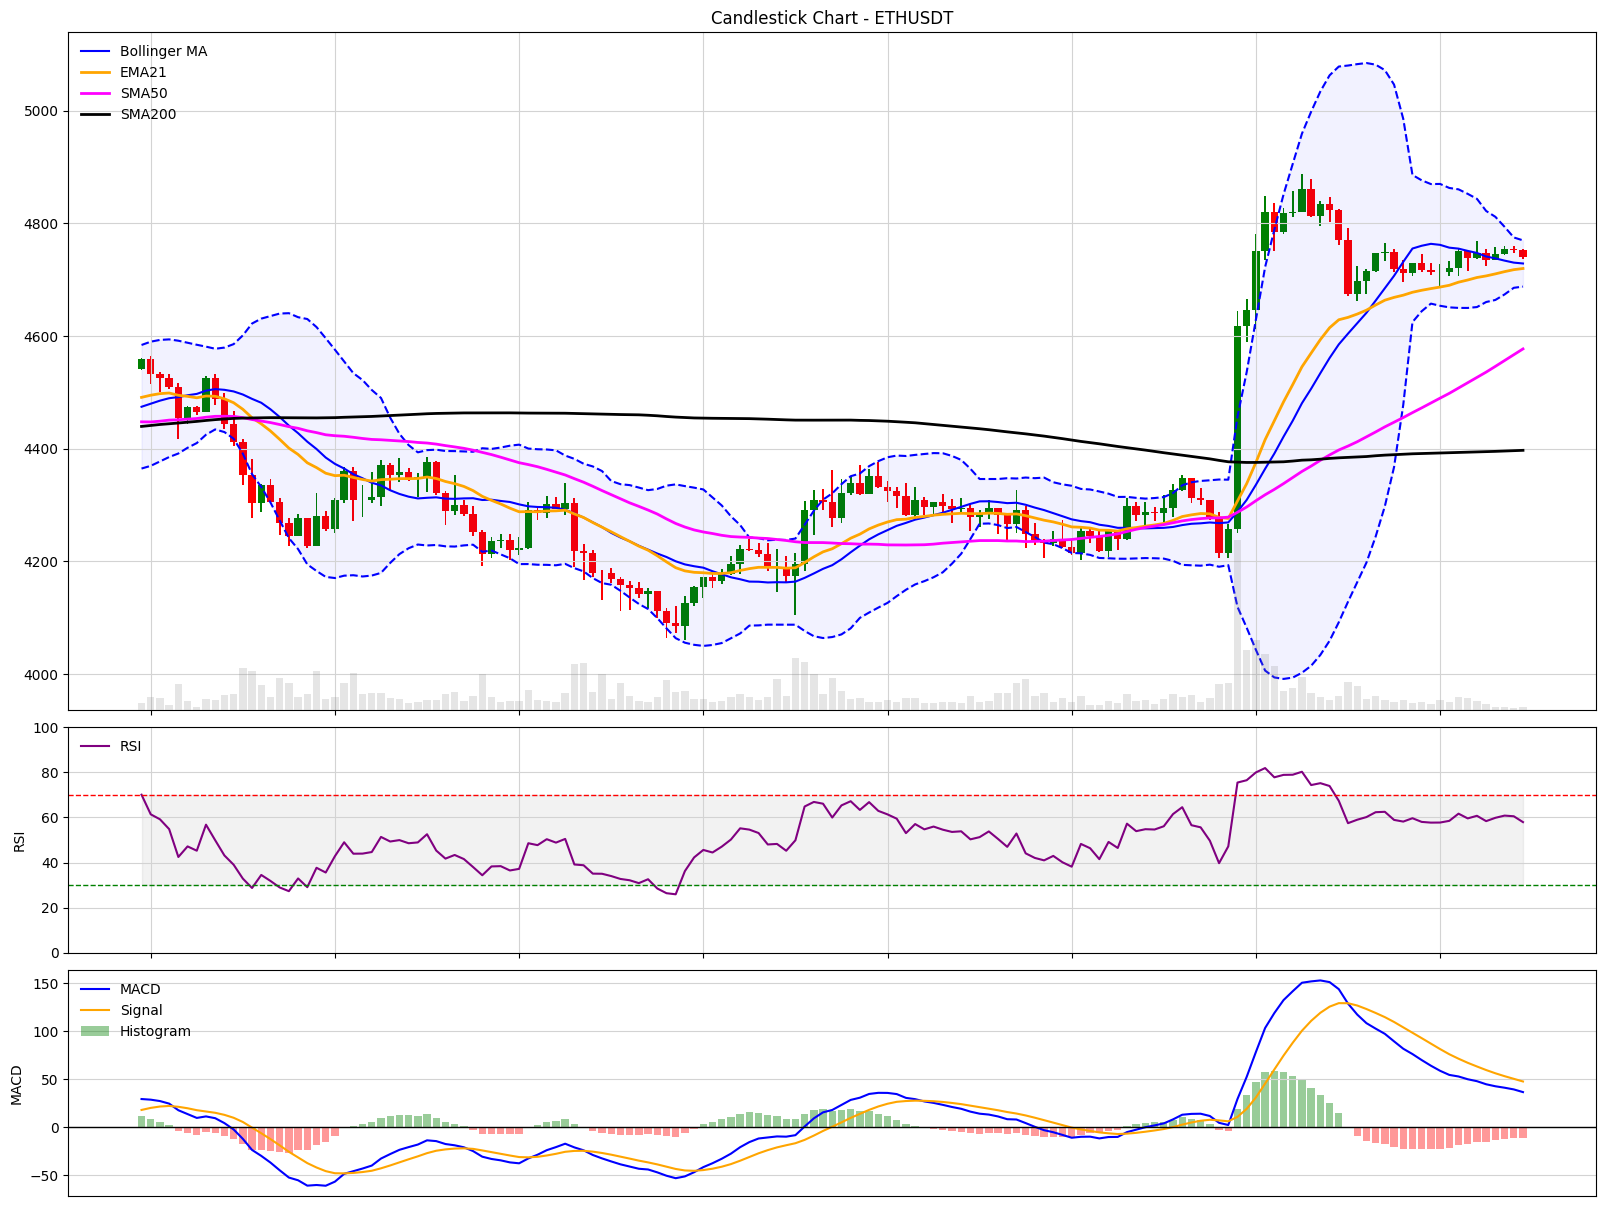 Candlestick Chart - ETHUSDT
Bollinger MA
EMA21
SMA50
SMA200
5000
4800
4600
4400
4200
4000
RSI
100
80
60
40
20
0
RSI
MACD
Signal
Histogram
150
100
50
0
−50
MACD